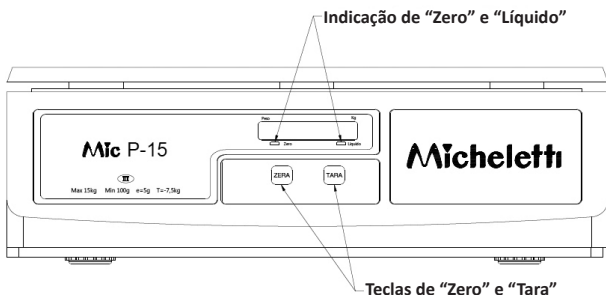 Indicação de “Zero” e “Líquido”
Peso Kg
Zero Líquido
Mic P-15
Micheletti
ZERA TARA
III
Max 15kg Min 100g e=5g T=-7,5kg
Teclas de “Zero” e “Tara”